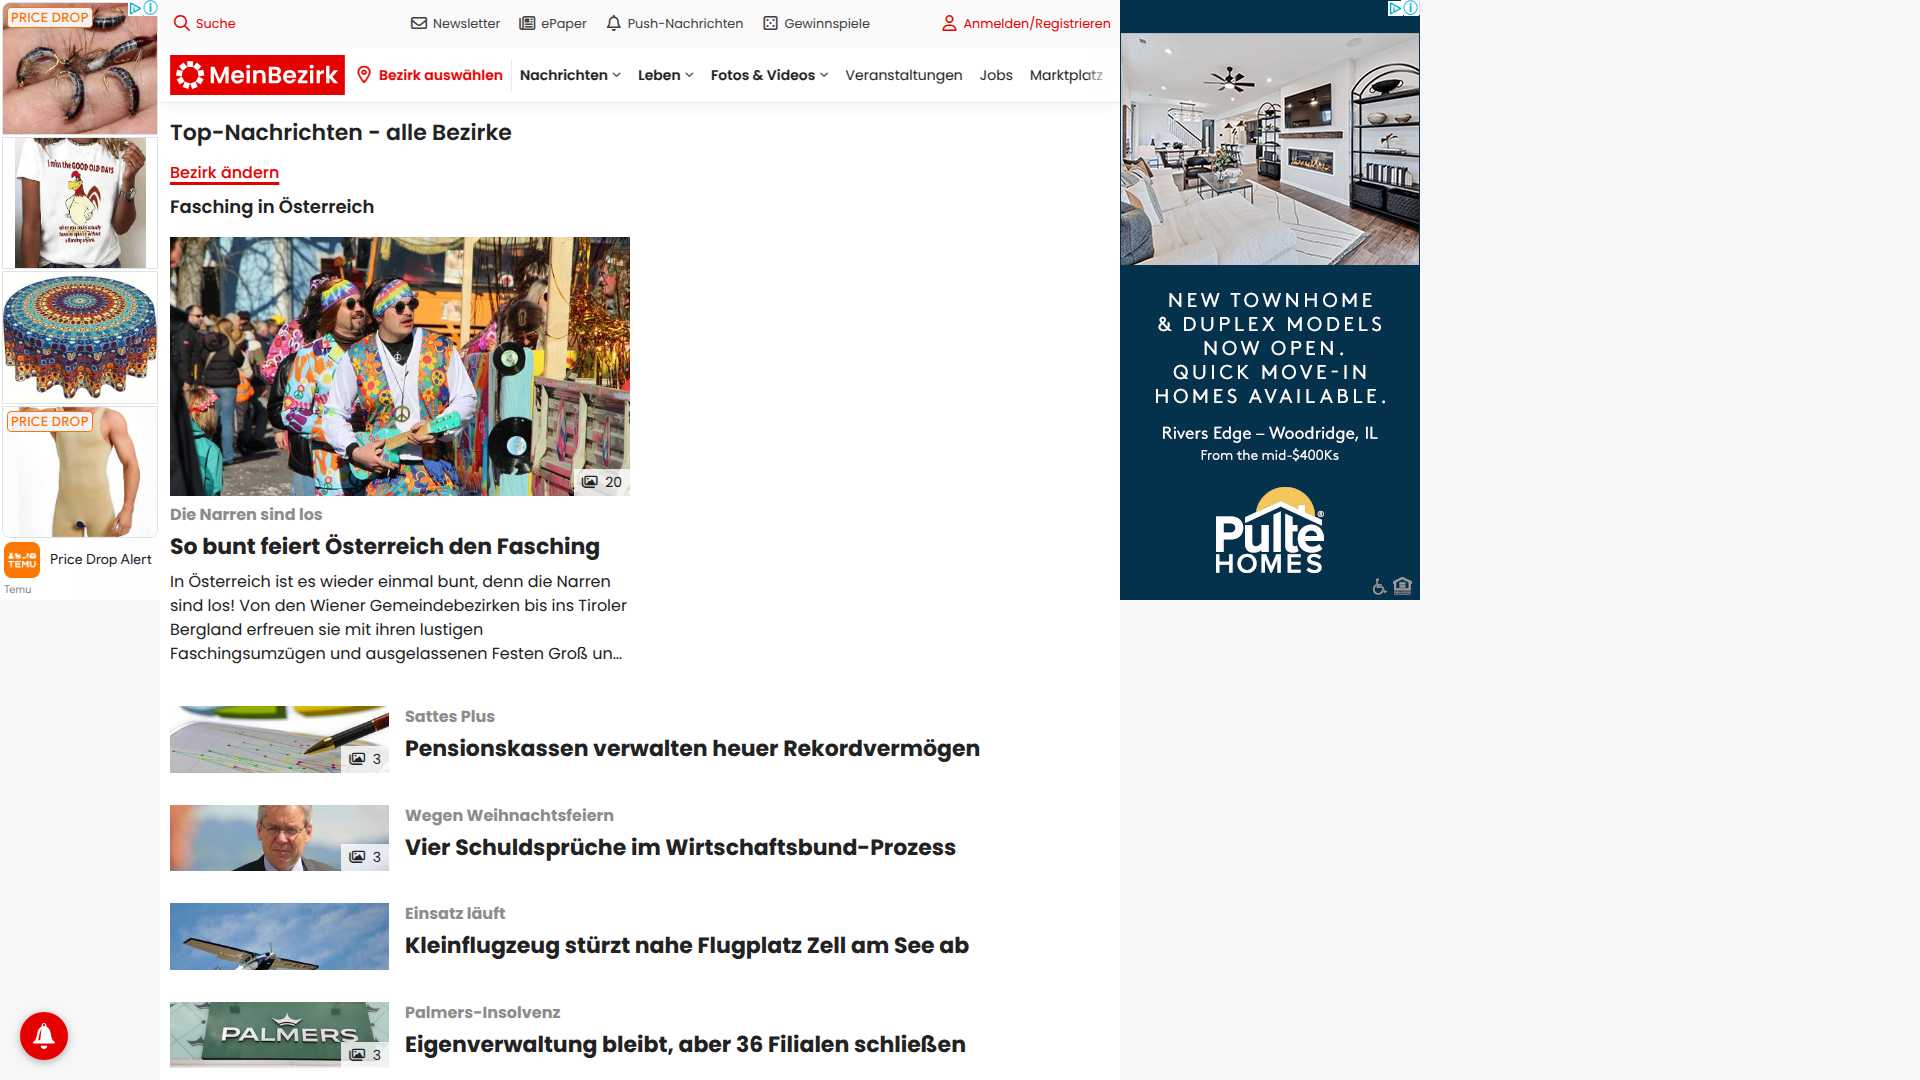 Suche
Newsletter
ePaper
Push-Nachrichten
Gewinnspiele
Anmelden/Registrieren
MeinBezirk
Bezirk auswählen
Nachrichten
Leben
Fotos & Videos
Veranstaltungen
Jobs
Marktplatz
Top-Nachrichten - alle Bezirke
Bezirk ändern
Fasching in Österreich
20
Die Narren sind los
So bunt feiert Österreich den Fasching
In Österreich ist es wieder einmal bunt, denn die Narren
sind los! Von den Wiener Gemeindebezirken bis ins Tiroler
Bergland erfreuen sie mit ihren lustigen
Faschingsumzügen und ausgelassenen Festen Groß un...
3
Sattes Plus
Pensionskassen verwalten heuer Rekordvermögen
3
Wegen Weihnachtsfeiern
Vier Schuldsprüche im Wirtschaftsbund-Prozess
Einsatz läuft
Kleinflugzeug stürzt nahe Flugplatz Zell am See ab
PALMERS
3
Palmers-Insolvenz
Eigenverwaltung bleibt, aber 36 Filialen schließen
PRICE DROP
I miss the GOOD OLD DAYS
PRICE DROP
TEMU
Price Drop Alert
Temu
NEW TOWNHOME
& DUPLEX MODELS
NOW OPEN.
QUICK MOVE-IN
HOMES AVAILABLE.
Rivers Edge – Woodridge, IL
From the mid-$400Ks
Pulte®
HOMES